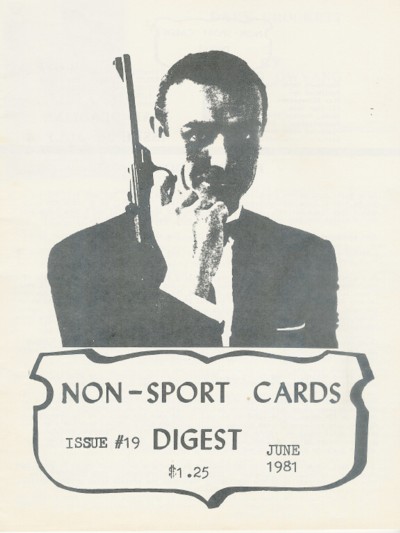 NON-SPORT CARDS
ISSUE #19 DIGEST JUNE
1981
$1.25